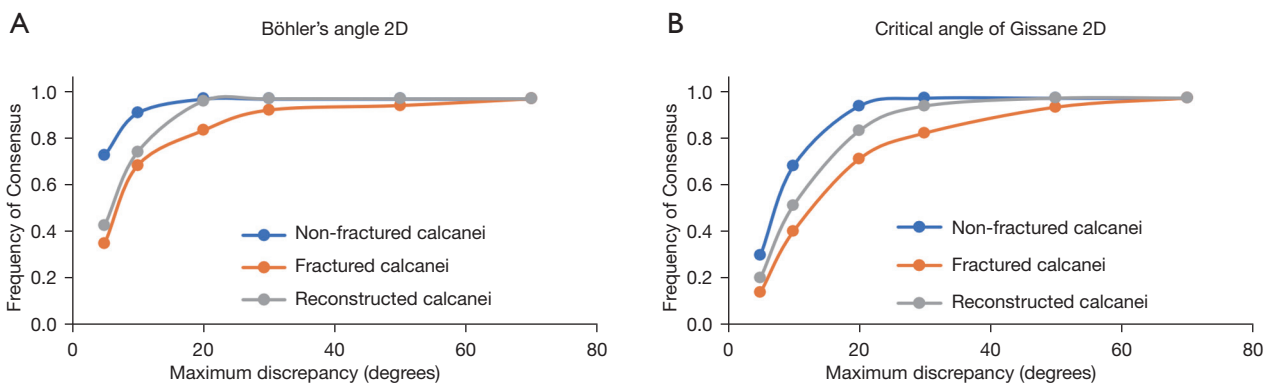 A
Böhler's angle 2D
Frequency of Consensus
1.0
0.8
0.6
0.4
0.2
0.0
Non-fractured calcanei
Fractured calcanei
Reconstructed calcanei
0 20 40 60 80
Maximum discrepancy (degrees)
B
Critical angle of Gissane 2D
Frequency of Consensus
1.0
0.8
0.6
0.4
0.2
0.0
Non-fractured calcanei
Fractured calcanei
Reconstructed calcanei
0 20 40 60 80
Maximum discrepancy (degrees)